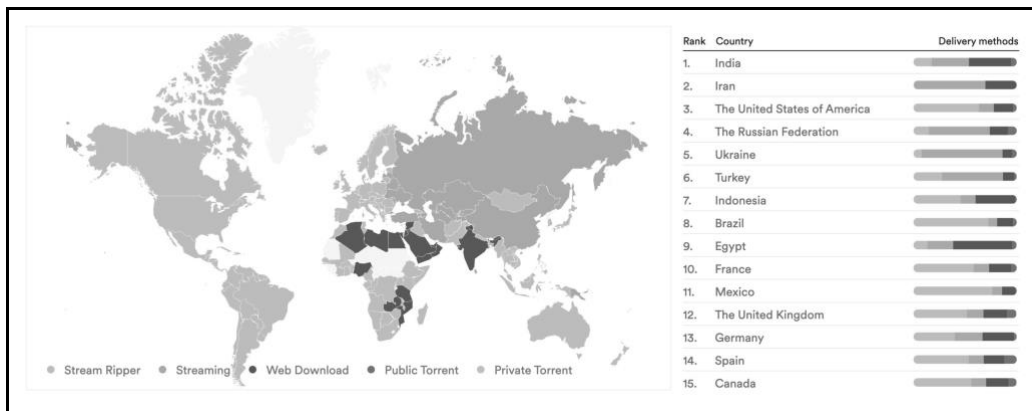 Rank Country Delivery methods
1. India
2. Iran
3. The United States of America
4. The Russian Federation
5. Ukraine
6. Turkey
7. Indonesia
8. Brazil
9. Egypt
10. France
11. Mexico
12. The United Kingdom
13. Germany
14. Spain
15. Canada
Stream Ripper Streaming Web Download Public Torrent Private Torrent